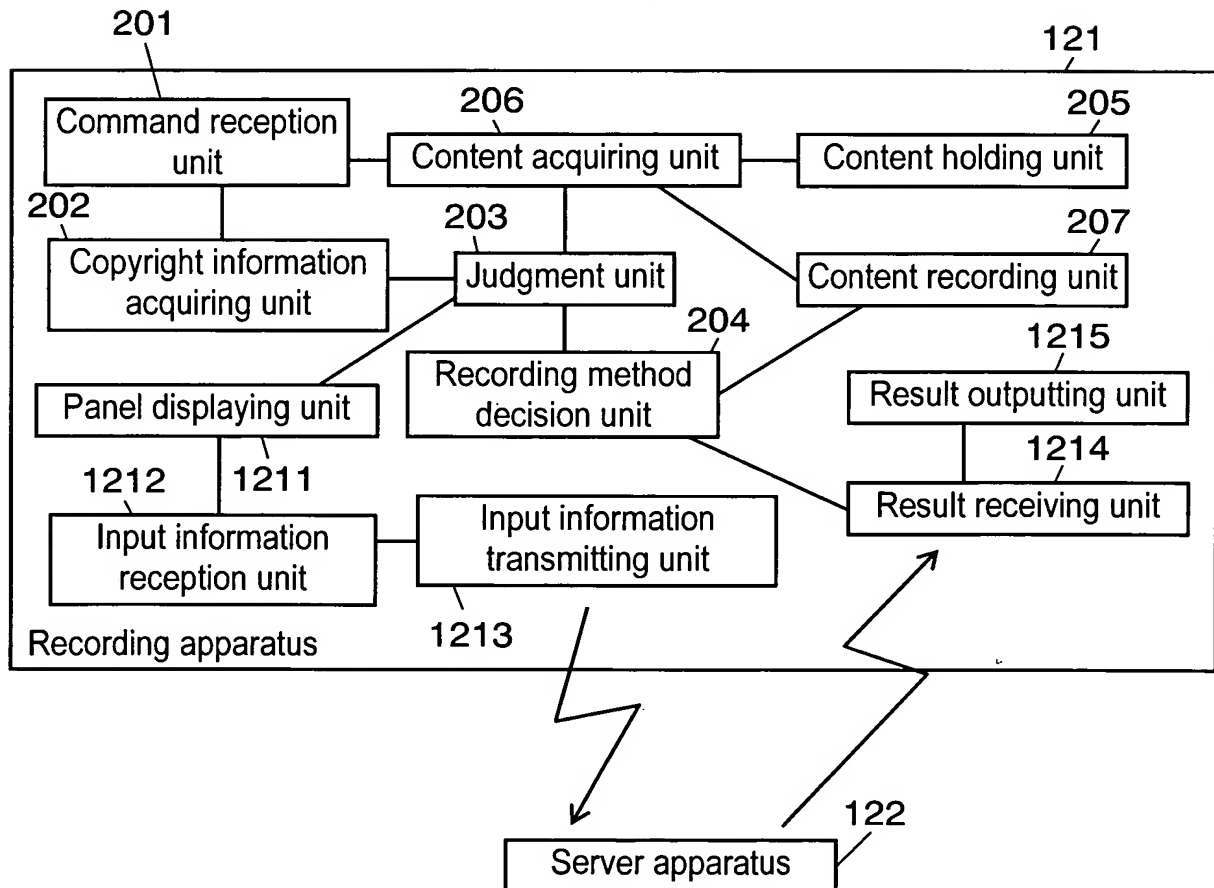 201
121
Command reception
unit
206
Content acquiring unit
205
Content holding unit
202
Copyright information
acquiring unit
203
Judgment unit
207
Content recording unit
204
Recording method
decision unit
1215
Result outputting unit
Panel displaying unit
1211
1214
Result receiving unit
1212
Input information
reception unit
Input information
transmitting unit
1213
Recording apparatus
122
Server apparatus